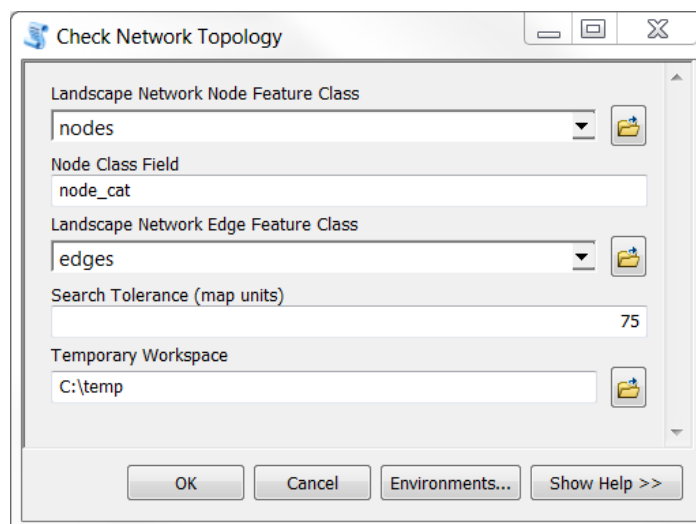 Check Network Topology
Landscape Network Node Feature Class
nodes
Node Class Field
node_cat
Landscape Network Edge Feature Class
edges
Search Tolerance (map units)
75
Temporary Workspace
C:\temp
OK Cancel Environments... Show Help >>